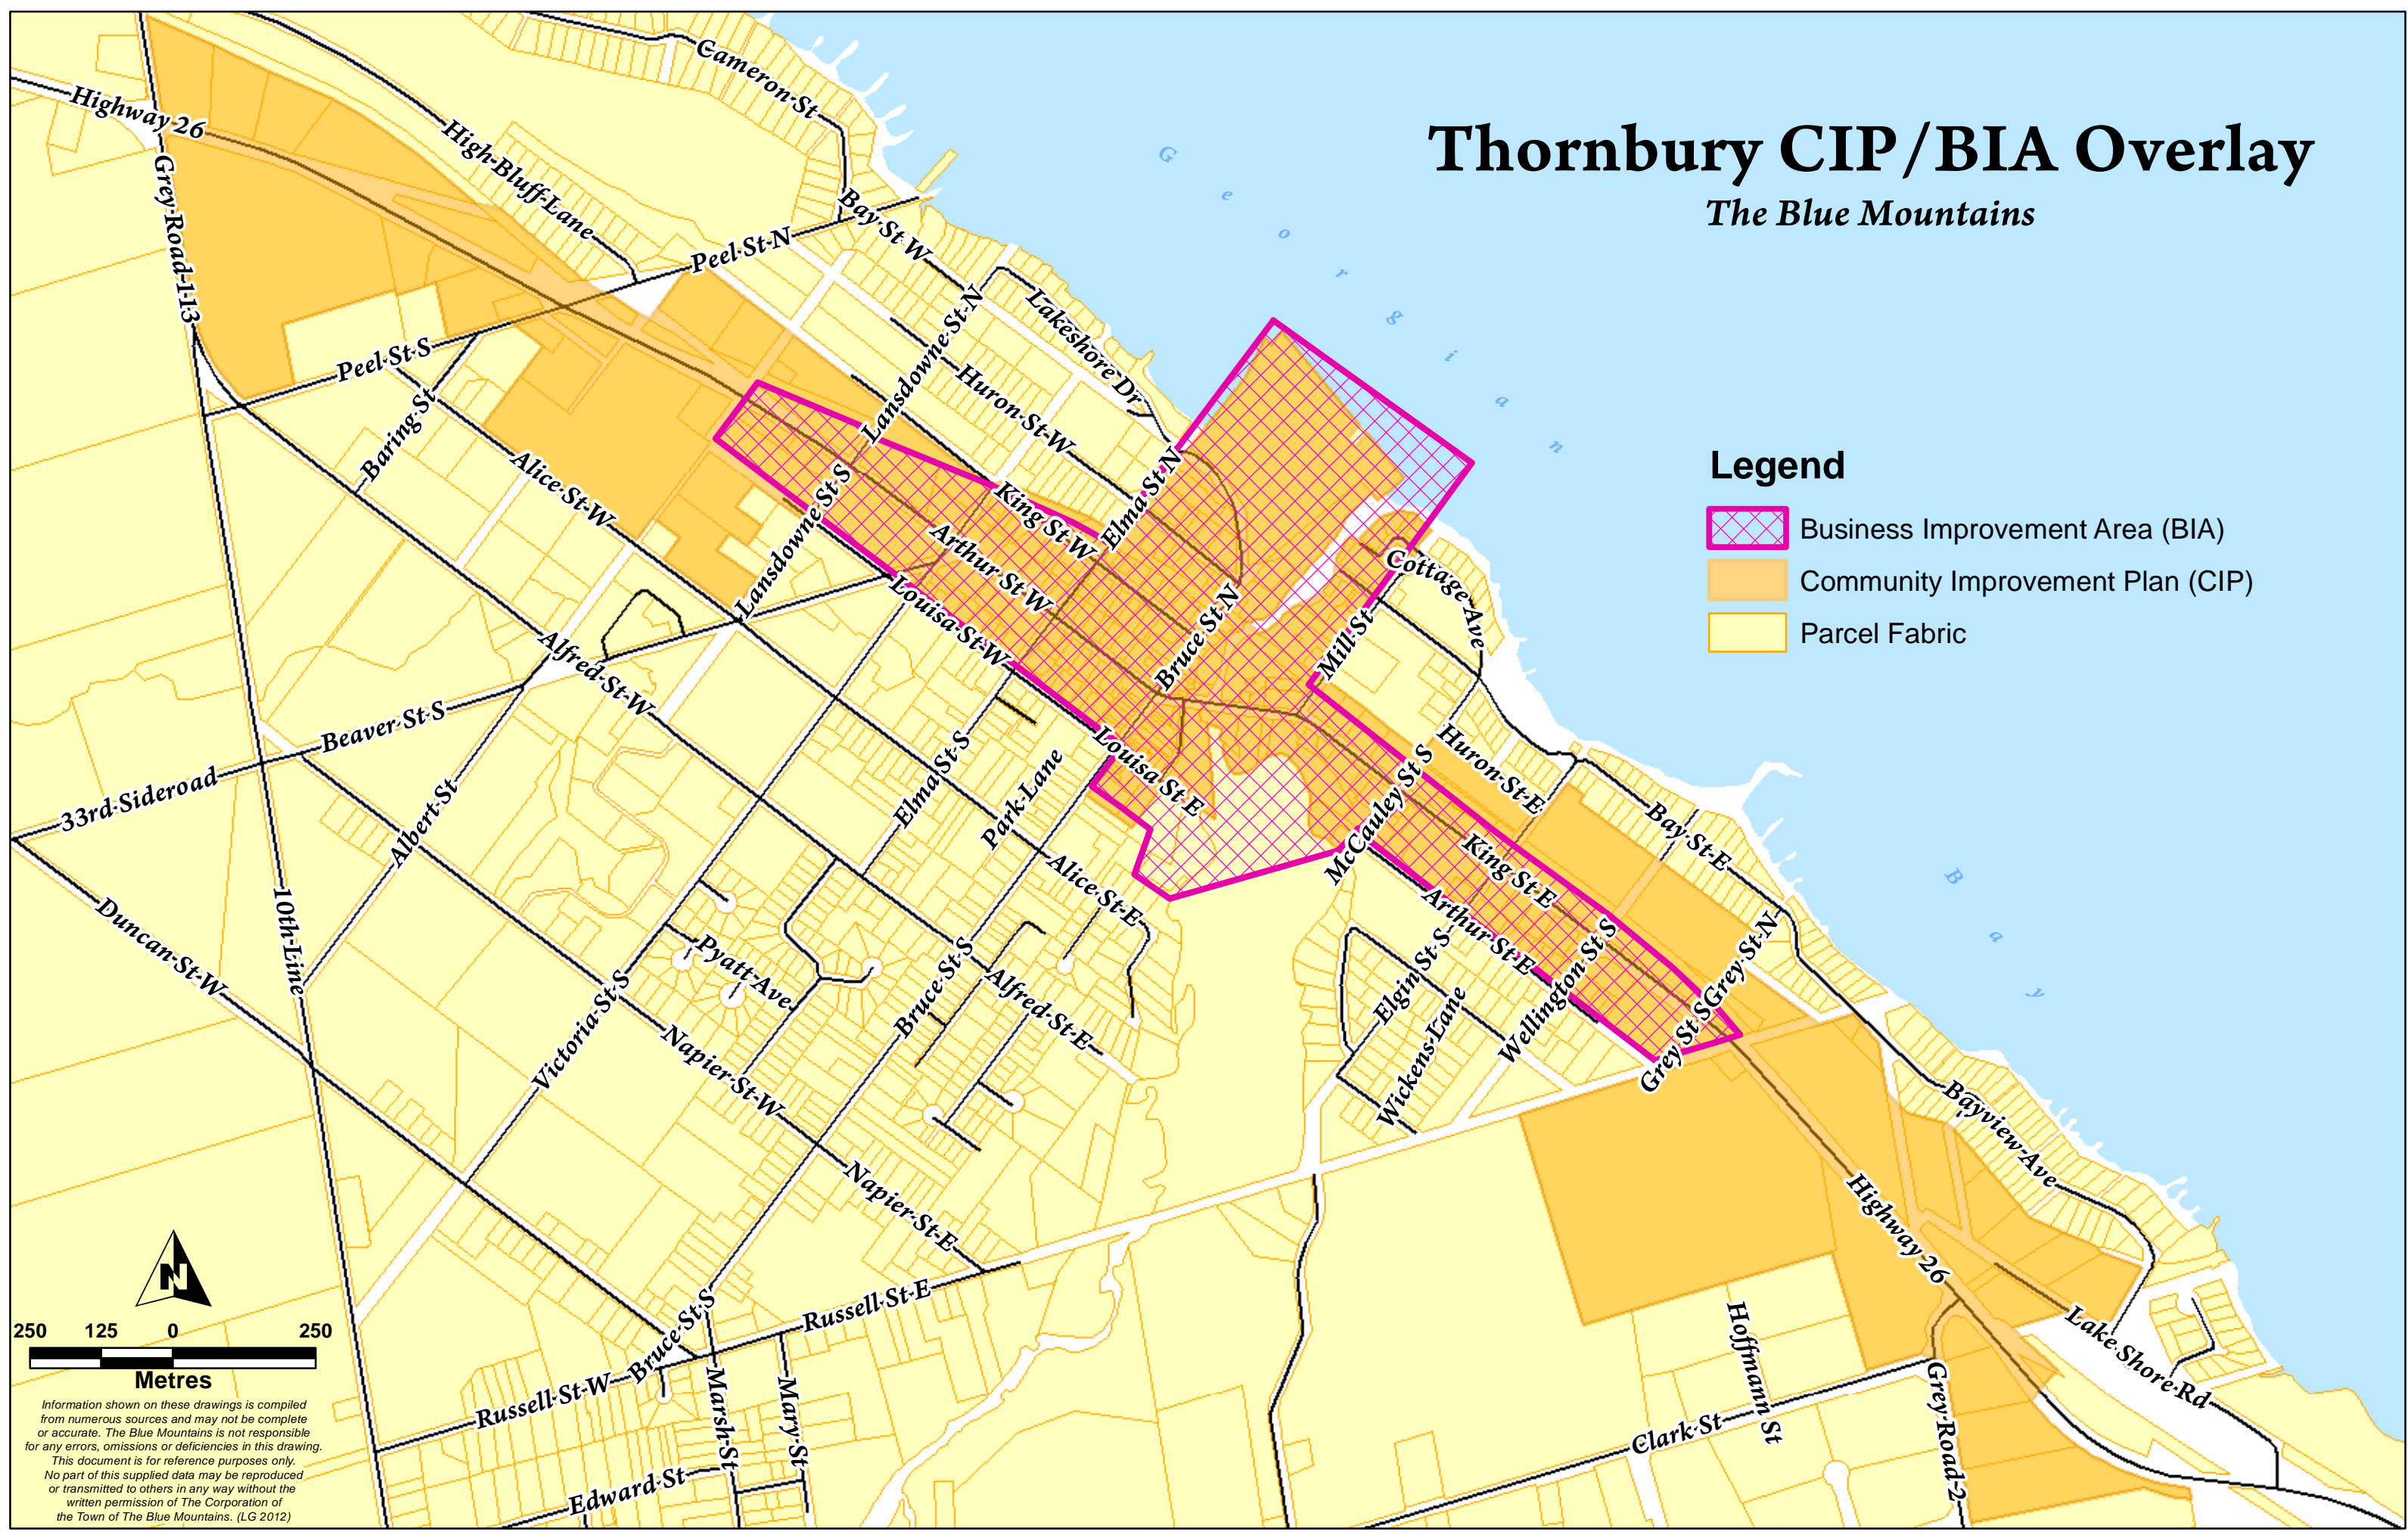 Thornbury CIP/BIA Overlay
The Blue Mountains
Georgian
Bay
Legend
Business Improvement Area (BIA)
Community Improvement Plan (CIP)
Parcel Fabric
Cameron St
Highway 26
High Bluff Lane
Grey Road 113
Bay St W
Peel St N
Lansdowne St N
Lakeshore Dr
Peel St S
Huron St W
Baring St
Alice St W
Elma St N
King St W
Lansdowne St S
Arthur St W
Cottage Ave
Louisa St W
Bruce St N
Mill St
Alfred St W
Beaver St S
33rd Sideroad
Elma St S
Park Lane
Louisa St E
McCauley St S
Huron St E
Bay St E
Albert St
King St E
Alice St E
10th Line
Duncan St W
Arthur St E
Grey St N
Pyatt Ave
Bruce St S
Alfred St E
Elgin St S
Wellington St S
Wickens Lane
Grey St S
Victoria St S
Napier St W
Bayview Ave
Napier St E
Highway 26
Russell St E
Bruce St S
Hoffmann St
Lake Shore Rd
Russell St W
Marsh St
Mary St
Clark St
Grey Road 2
Edward St
N
250 125 0 250
Metres
Information shown on these drawings is compiled
from numerous sources and may not be complete
or accurate. The Blue Mountains is not responsible
for any errors, omissions or deficiencies in this drawing.
This document is for reference purposes only.
No part of this supplied data may be reproduced
or transmitted to others in any way without the
written permission of The Corporation of
the Town of The Blue Mountains. (LG 2012)